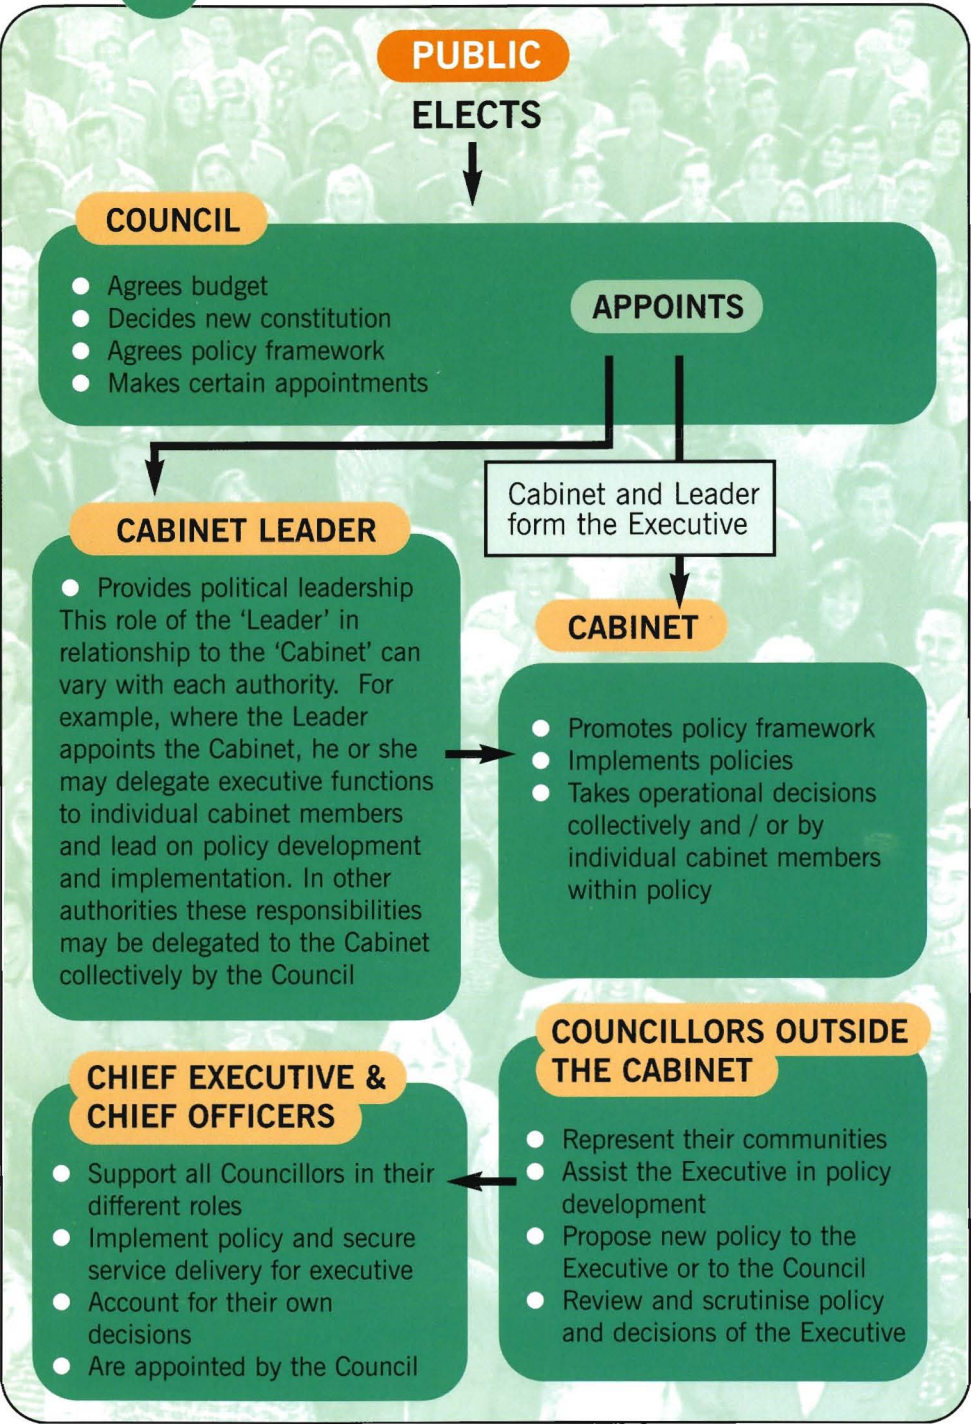 PUBLIC
ELECTS
COUNCIL
● Agrees budget
● Decides new constitution
● Agrees policy framework
● Makes certain appointments
APPOINTS
Cabinet and Leader
form the Executive
CABINET LEADER
● Provides political leadership
This role of the ‘Leader’ in
relationship to the ‘Cabinet’ can
vary with each authority. For
example, where the Leader
appoints the Cabinet, he or she
may delegate executive functions
to individual cabinet members
and lead on policy development
and implementation. In other
authorities these responsibilities
may be delegated to the Cabinet
collectively by the Council
CABINET
● Promotes policy framework
● Implements policies
● Takes operational decisions
collectively and / or by
individual cabinet members
within policy
CHIEF EXECUTIVE &
CHIEF OFFICERS
● Support all Councillors in their
different roles
● Implement policy and secure
service delivery for executive
● Account for their own
decisions
● Are appointed by the Council
COUNCILLORS OUTSIDE
THE CABINET
● Represent their communities
● Assist the Executive in policy
development
● Propose new policy to the
Executive or to the Council
● Review and scrutinise policy
and decisions of the Executive